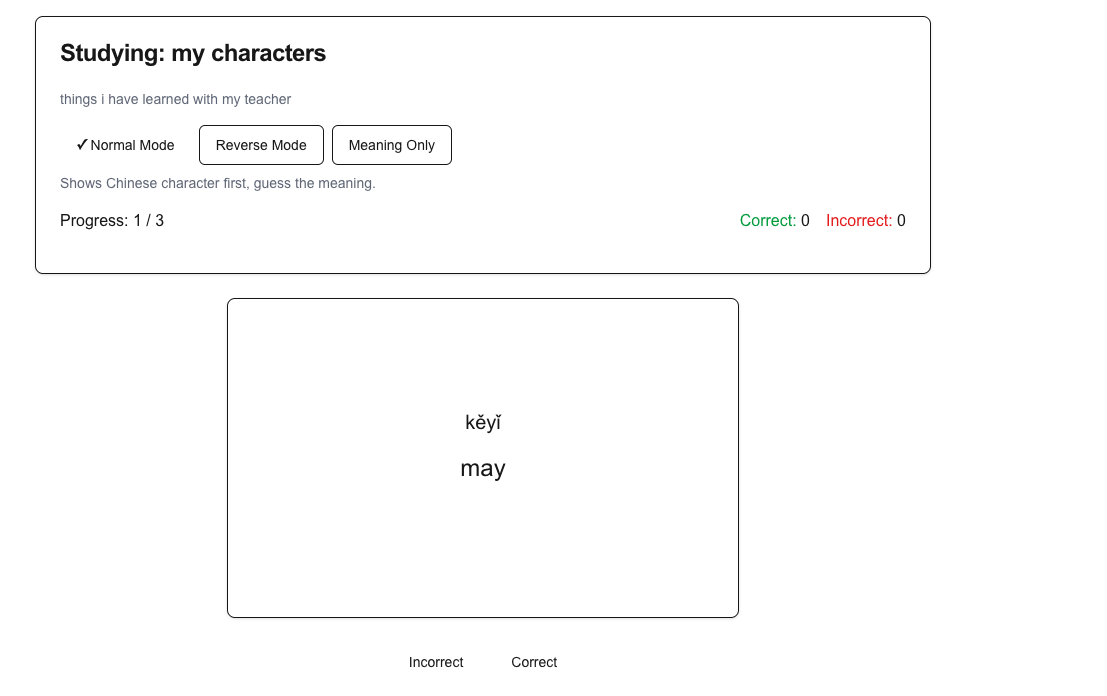 Studying: my characters
things i have learned with my teacher
✓Normal Mode Reverse Mode Meaning Only
Shows Chinese character first, guess the meaning.
Progress: 1 / 3 Correct: 0 Incorrect: 0
kěyǐ
may
Incorrect Correct